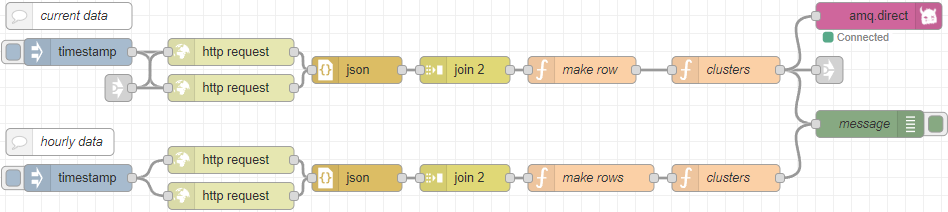 current data
amq.direct
timestamp
http request
Connected
json
join 2
make row
clusters
http request
message
hourly data
http request
timestamp
json
join 2
make rows
clusters
http request